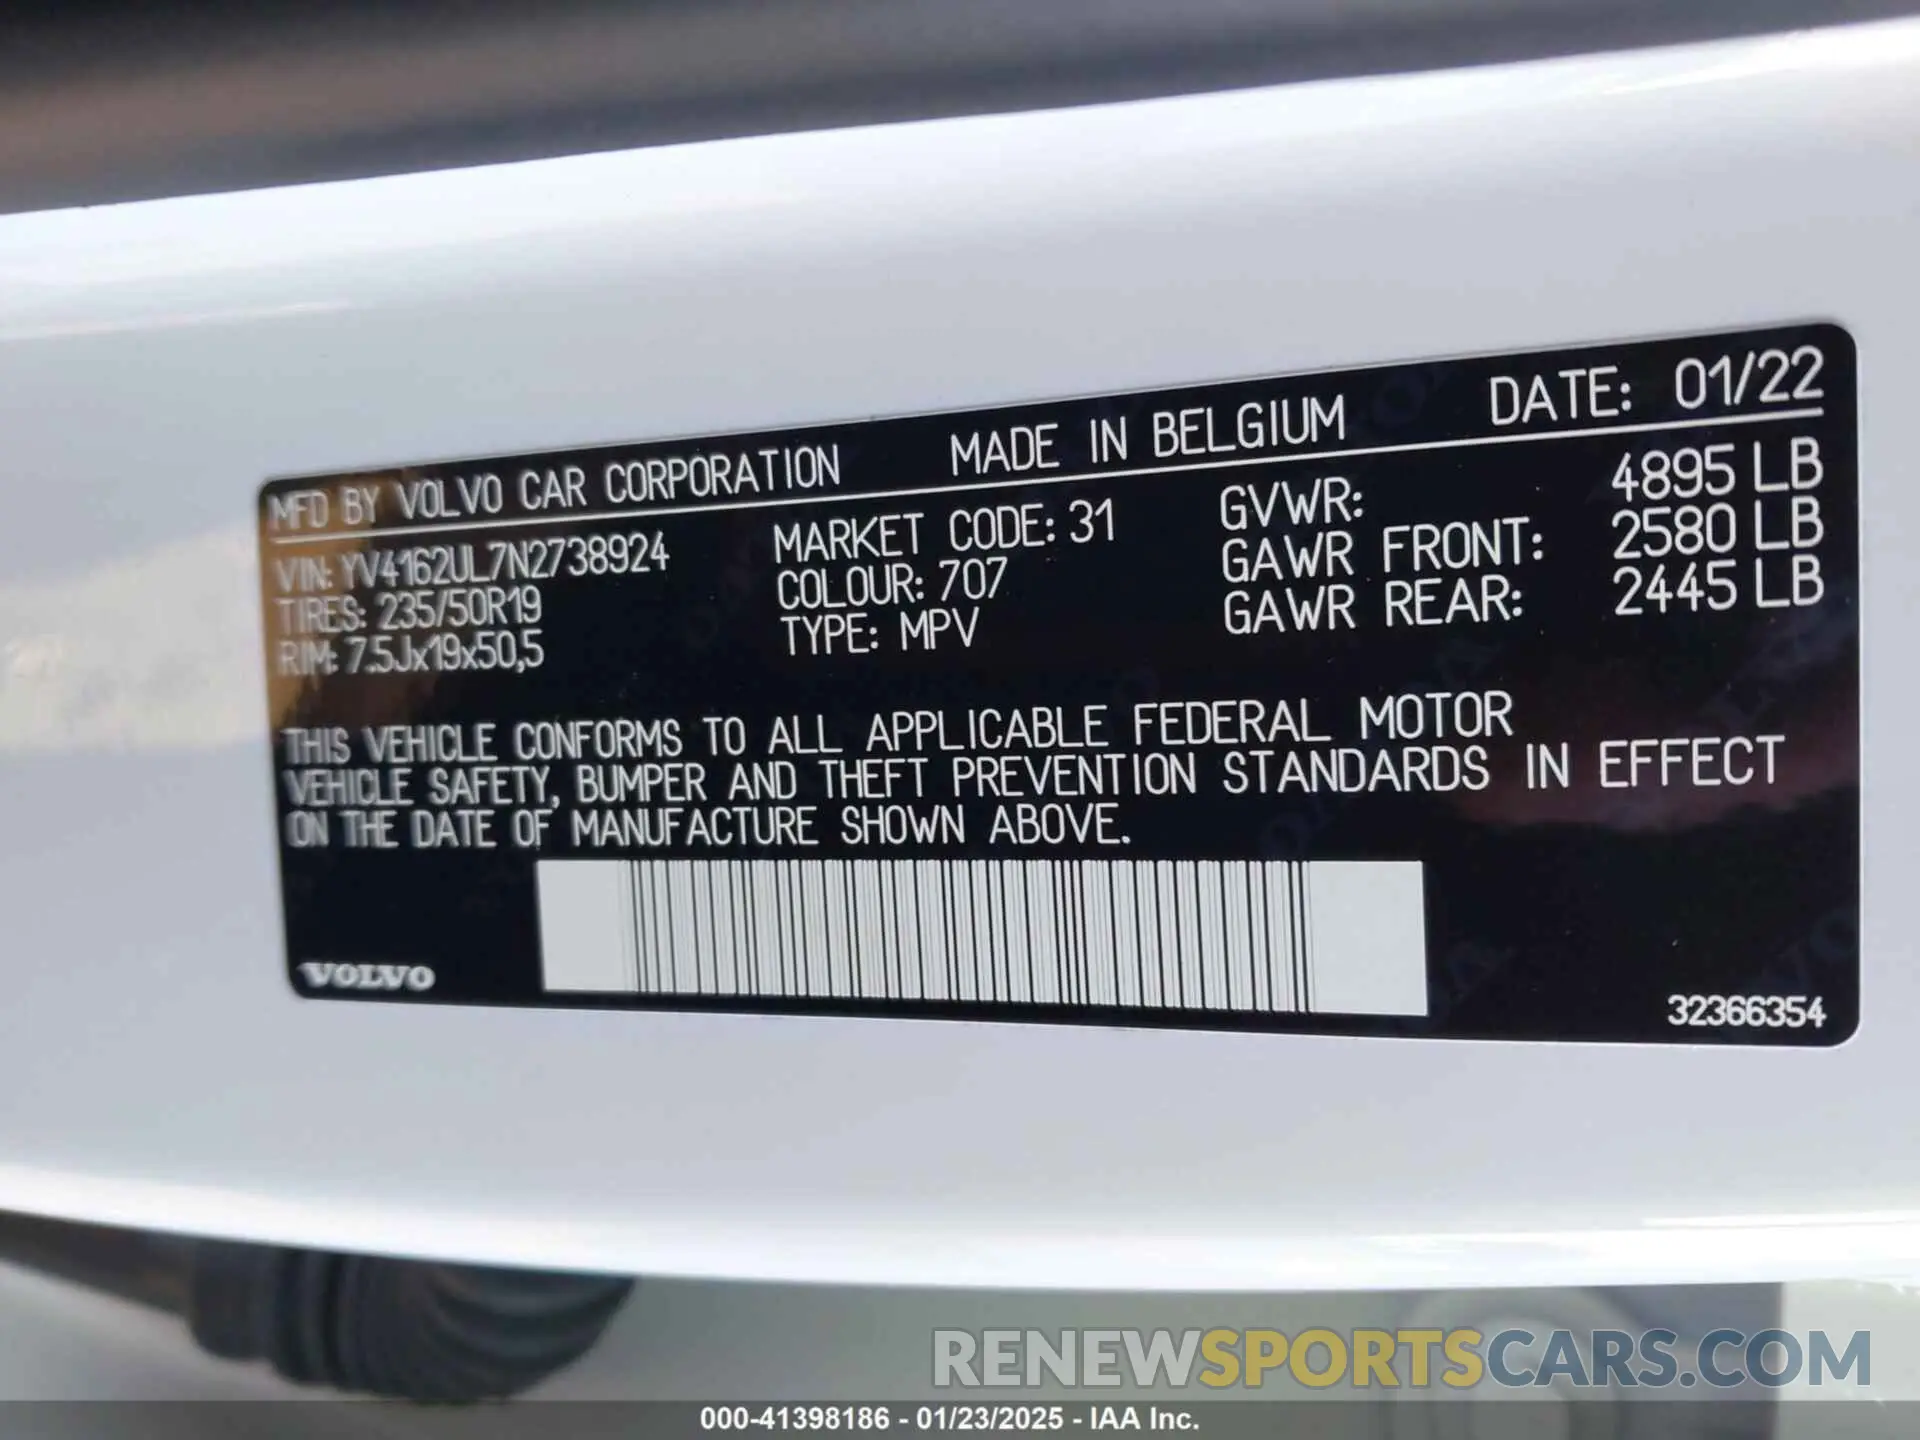 MFD BY VOLVO CAR CORPORATION MADE IN BELGIUM DATE: 01/22
VIN: YV4162UL7N2738924 MARKET CODE: 31 GVWR: 4895 LB
TIRES: 235/50R19 COLOUR: 707 GAWR FRONT: 2580 LB
RIM: 7.5Jx19x50,5 TYPE: MPV GAWR REAR: 2445 LB
THIS VEHICLE CONFORMS TO ALL APPLICABLE FEDERAL MOTOR
VEHICLE SAFETY, BUMPER AND THEFT PREVENTION STANDARDS IN EFFECT
ON THE DATE OF MANUFACTURE SHOWN ABOVE.
VOLVO
32366354
RENEWSPORTSCARS.COM
000-41398186 - 01/23/2025 - IAA Inc.